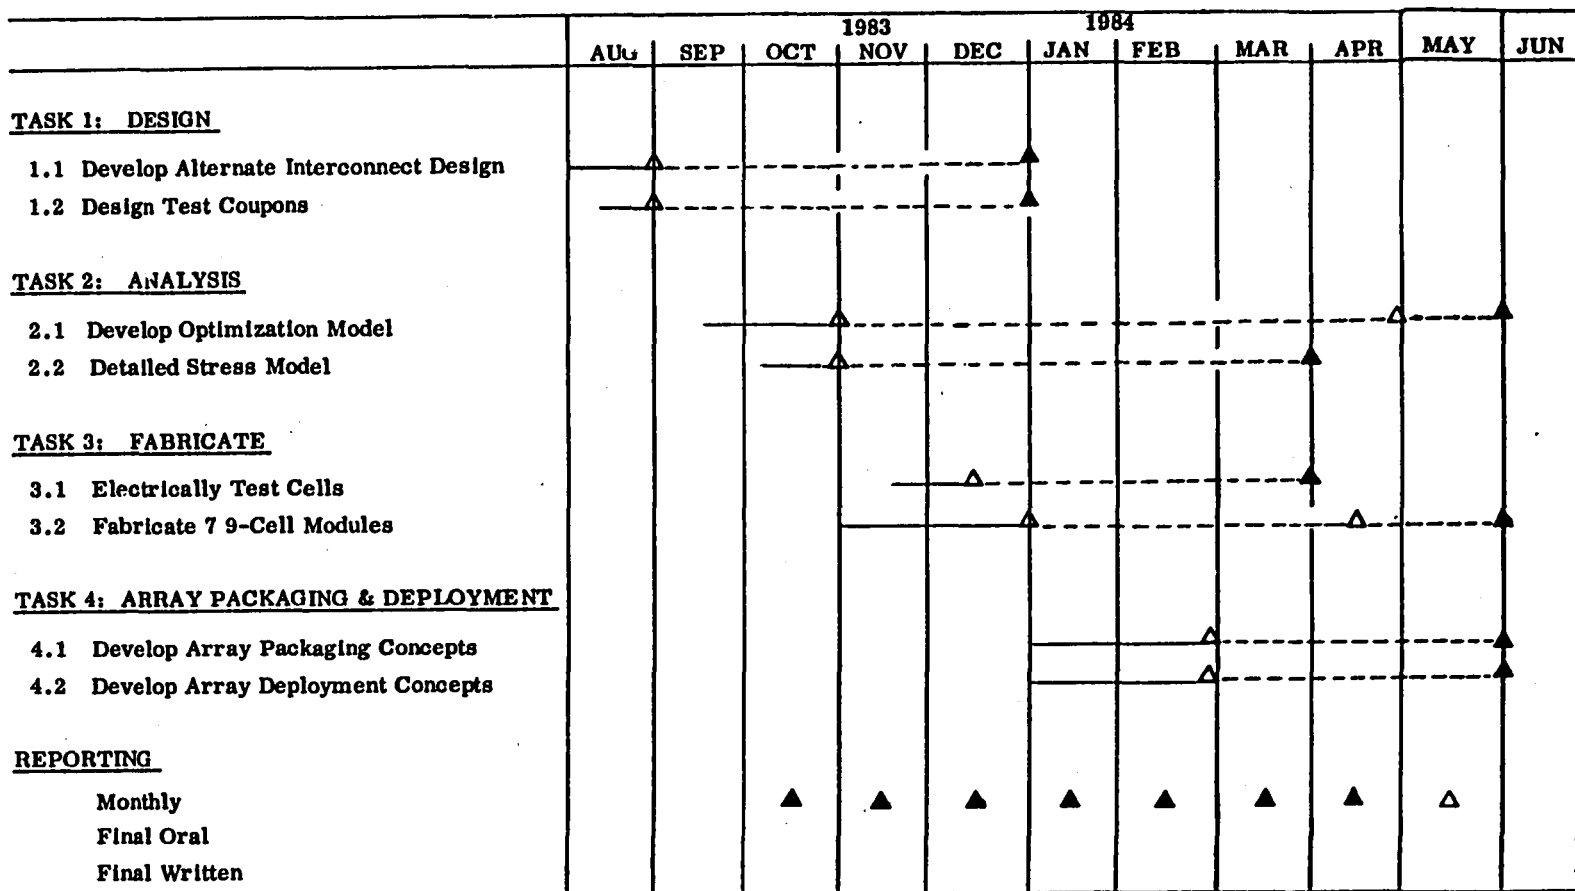 1983 1984
AUG SEP OCT NOV DEC JAN FEB MAR APR MAY JUN
TASK 1: DESIGN
1.1 Develop Alternate Interconnect Design
1.2 Design Test Coupons
TASK 2: ANALYSIS
2.1 Develop Optimization Model
2.2 Detailed Stress Model
TASK 3: FABRICATE
3.1 Electrically Test Cells
3.2 Fabricate 7 9-Cell Modules
TASK 4: ARRAY PACKAGING & DEPLOYMENT
4.1 Develop Array Packaging Concepts
4.2 Develop Array Deployment Concepts
REPORTING
Monthly
Final Oral
Final Written